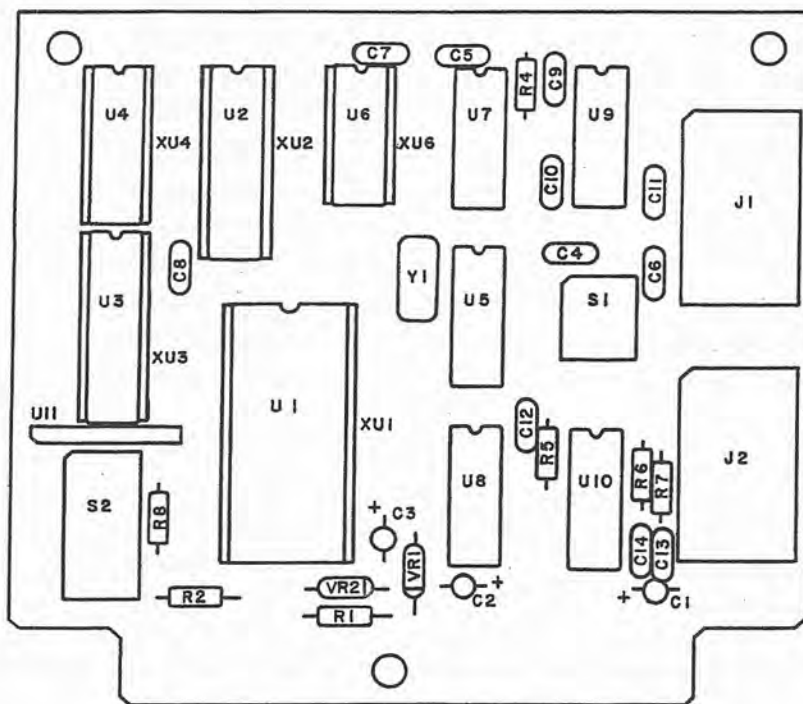 C7
C5
R4
C9
U4
XU4
U2
XU2
U6
XU6
U7
U9
C10
C11
J1
C8
Y1
C4
C6
U3
XU3
U5
S1
U11
U1
XU1
C12
R5
U8
U10
R6
R7
J2
S2
R8
+
C3
VR1
C14
C13
R2
VR2
R1
C2
+
+
C1